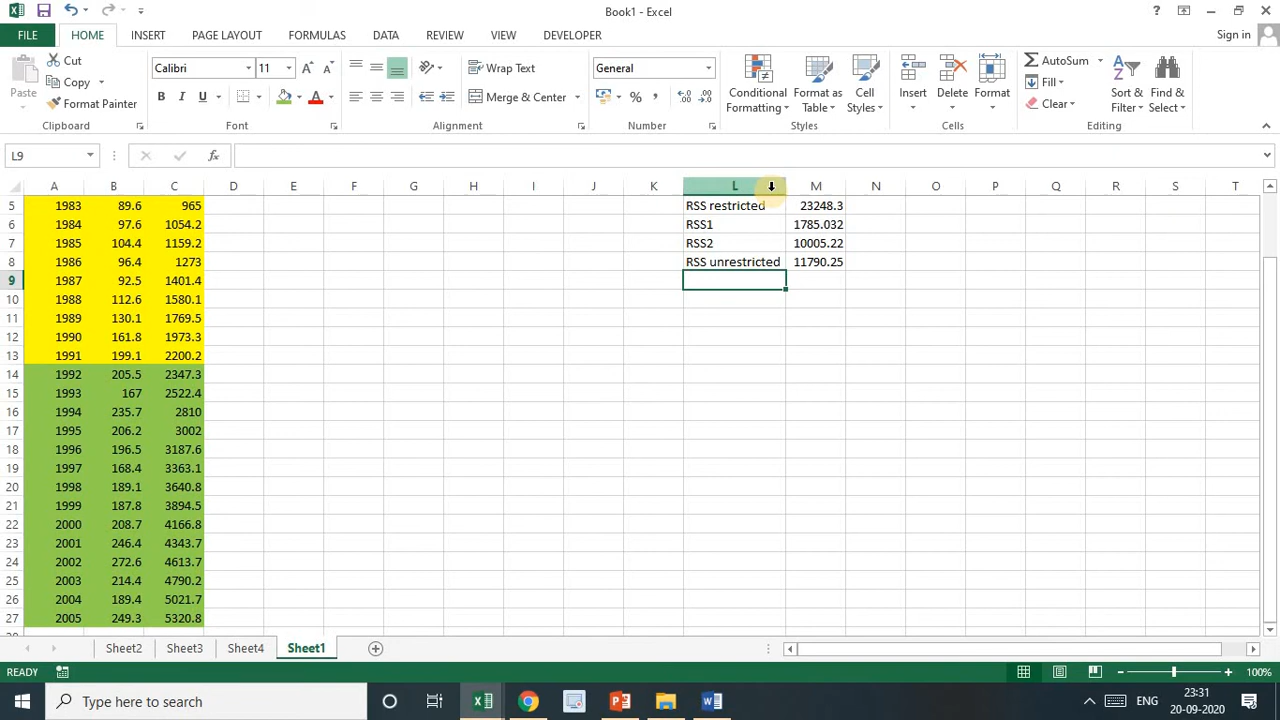 Book1 - Excel
FILE HOME INSERT PAGE LAYOUT FORMULAS DATA REVIEW VIEW DEVELOPER Sign in
Cut
Copy
Format Painter
Paste
Clipboard
Calibri 11
B I U
Font
Wrap Text
Merge & Center
Alignment
General
Number
Conditional Formatting
Format as Table
Cell Styles
Styles
Insert
Delete
Format
Cells
AutoSum
Fill
Clear
Sort & Filter
Find & Select
Editing
L9
A B C D E F G H I J K L M N O P Q R S T
5 1983 89.6 965 RSS restricted 23248.3
6 1984 97.6 1054.2 RSS1 1785.032
7 1985 104.4 1159.2 RSS2 10005.22
8 1986 96.4 1273 RSS unrestricted 11790.25
9 1987 92.5 1401.4
10 1988 112.6 1580.1
11 1989 130.1 1769.5
12 1990 161.8 1973.3
13 1991 199.1 2200.2
14 1992 205.5 2347.3
15 1993 167 2522.4
16 1994 235.7 2810
17 1995 206.2 3002
18 1996 196.5 3187.6
19 1997 168.4 3363.1
20 1998 189.1 3640.8
21 1999 187.8 3894.5
22 2000 208.7 4166.8
23 2001 246.4 4343.7
24 2002 272.6 4613.7
25 2003 214.4 4790.2
26 2004 189.4 5021.7
27 2005 249.3 5320.8
Sheet2 Sheet3 Sheet4 Sheet1
READY 100%
Type here to search
ENG
23:31
20-09-2020